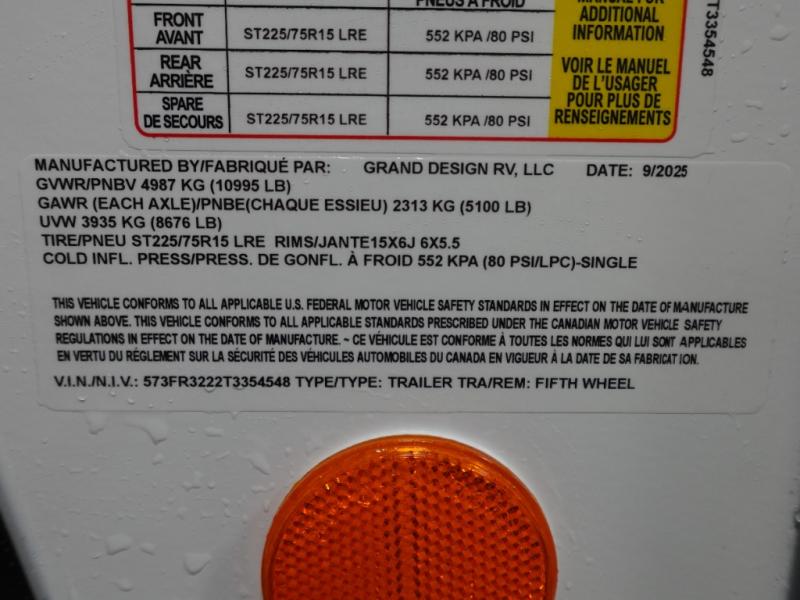 PNEUS À FROID
FRONT
AVANT
ST225/75R15 LRE
552 KPA /80 PSI
REAR
ARRIÈRE
ST225/75R15 LRE
552 KPA /80 PSI
SPARE
DE SECOURS
ST225/75R15 LRE
552 KPA /80 PSI
MANUAL FOR
ADDITIONAL
INFORMATION
VOIR LE MANUEL
DE L'USAGER
POUR PLUS DE
RENSEIGNEMENTS
T3354548
MANUFACTURED BY/FABRIQUÉ PAR: GRAND DESIGN RV, LLC DATE: 9/2025
GVWR/PNBV 4987 KG (10995 LB)
GAWR (EACH AXLE)/PNBE(CHAQUE ESSIEU) 2313 KG (5100 LB)
UVW 3935 KG (8676 LB)
TIRE/PNEU ST225/75R15 LRE RIMS/JANTE15X6J 6X5.5
COLD INFL. PRESS/PRESS. DE GONFL. À FROID 552 KPA (80 PSI/LPC)-SINGLE
THIS VEHICLE CONFORMS TO ALL APPLICABLE U.S. FEDERAL MOTOR VEHICLE SAFETY STANDARDS IN EFFECT ON THE DATE OF MANUFACTURE
SHOWN ABOVE. THIS VEHICLE CONFORMS TO ALL APPLICABLE STANDARDS PRESCRIBED UNDER THE CANADIAN MOTOR VEHICLE SAFETY
REGULATIONS IN EFFECT ON THE DATE OF MANUFACTURE. ~ CE VÉHICULE EST CONFORME À TOUTES LES NORMES QUI LUI SONT APPLICABLES
EN VERTU DU RÉGLEMENT SUR LA SÉCURITÉ DES VÉHICULES AUTOMOBILES DU CANADA EN VIGUEUR À LA DATE DE SA FABRICATION.
V.I.N./N.I.V.: 573FR3222T3354548 TYPE/TYPE: TRAILER TRA/REM: FIFTH WHEEL